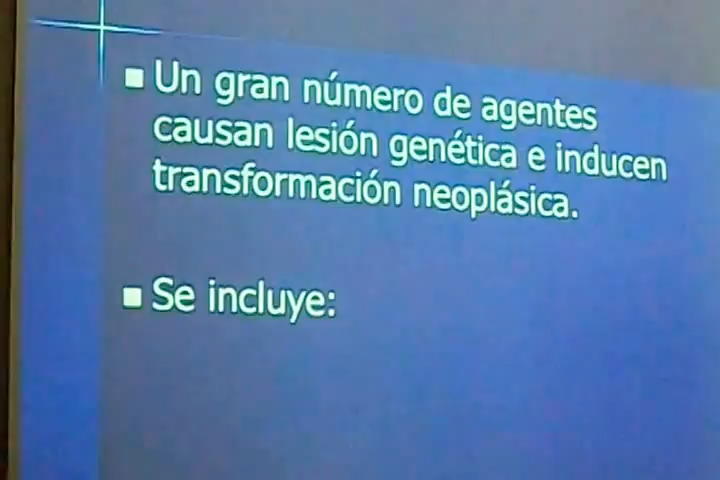 Un gran número de agentes
causan lesión genética e inducen
transformación neoplásica.
Se incluye: